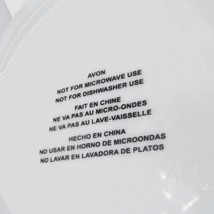 AVON
NOT FOR MICROWAVE USE
NOT FOR DISHWASHER USE
FAIT EN CHINE
NE VA PAS AU MICRO-ONDES
NE VA PAS AU LAVE-VAISSELLE
HECHO EN CHINA
NO USAR EN HORNO DE MICROONDAS
NO LAVAR EN LAVADORA DE PLATOS